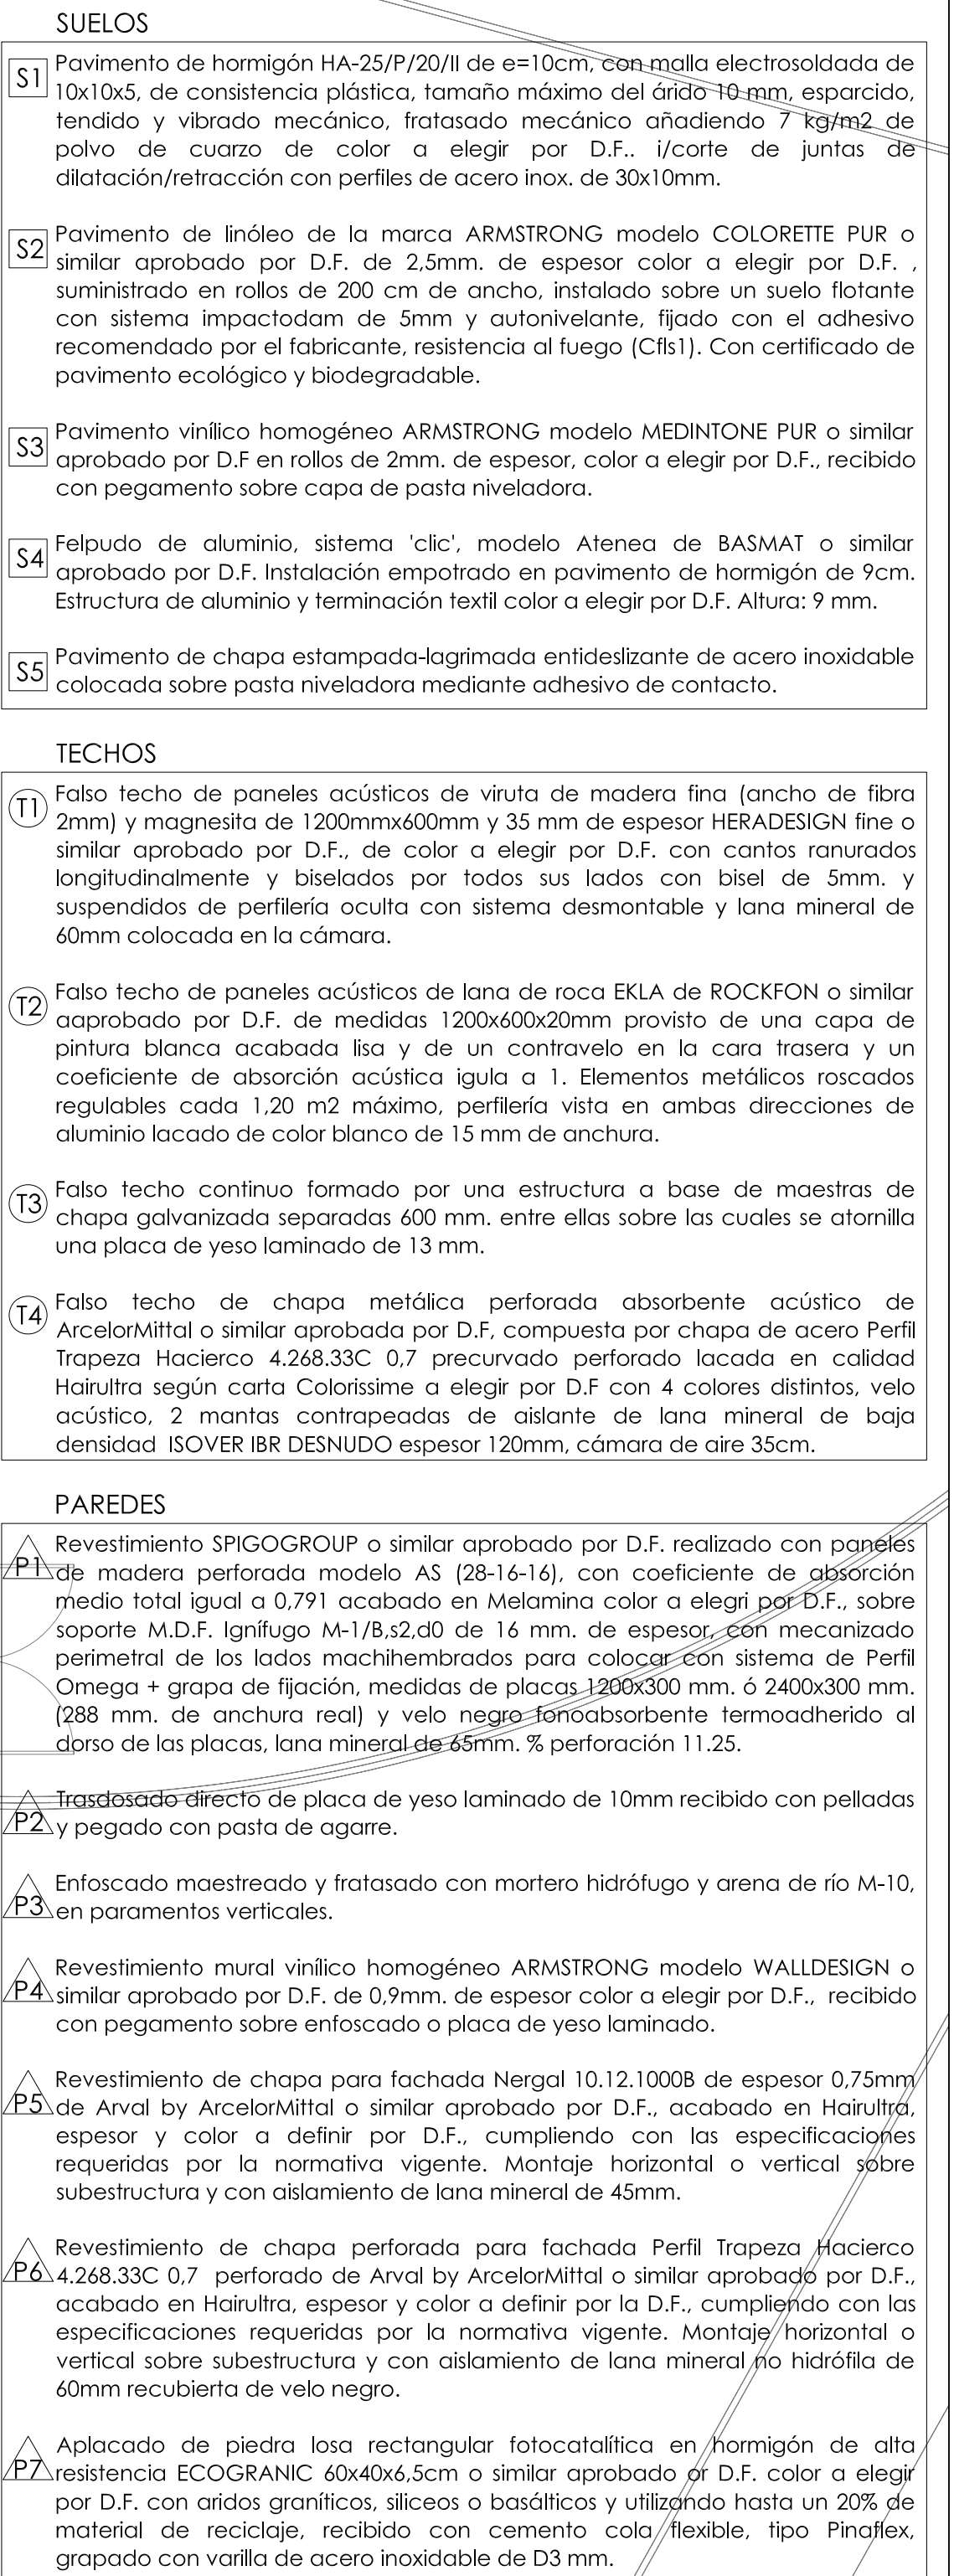 SUELOS
S1
Pavimento de hormigón HA-25/P/20/II de e=10cm, con malla electrosoldada de
10x10x5, de consistencia plástica, tamaño máximo del árido 10 mm, esparcido,
tendido y vibrado mecánico, fratasado mecánico añadiendo 7 kg/m2 de
polvo de cuarzo de color a elegir por D.F.. i/corte de juntas de
dilatación/retracción con perfiles de acero inox. de 30x10mm.
S2
Pavimento de linóleo de la marca ARMSTRONG modelo COLORETTE PUR o
similar aprobado por D.F. de 2,5mm. de espesor color a elegir por D.F. ,
suministrado en rollos de 200 cm de ancho, instalado sobre un suelo flotante
con sistema impactodam de 5mm y autonivelante, fijado con el adhesivo
recomendado por el fabricante, resistencia al fuego (Cfls1). Con certificado de
pavimento ecológico y biodegradable.
S3
Pavimento vinílico homogéneo ARMSTRONG modelo MEDINTONE PUR o similar
aprobado por D.F en rollos de 2mm. de espesor, color a elegir por D.F., recibido
con pegamento sobre capa de pasta niveladora.
S4
Felpudo de aluminio, sistema 'clic', modelo Atenea de BASMAT o similar
aprobado por D.F. Instalación empotrado en pavimento de hormigón de 9cm.
Estructura de aluminio y terminación textil color a elegir por D.F. Altura: 9 mm.
S5
Pavimento de chapa estampada-lagrimada entideslizante de acero inoxidable
colocada sobre pasta niveladora mediante adhesivo de contacto.
TECHOS
T1
Falso techo de paneles acústicos de viruta de madera fina (ancho de fibra
2mm) y magnesita de 1200mmx600mm y 35 mm de espesor HERADESIGN fine o
similar aprobado por D.F., de color a elegir por D.F. con cantos ranurados
longitudinalmente y biselados por todos sus lados con bisel de 5mm. y
suspendidos de perfilería oculta con sistema desmontable y lana mineral de
60mm colocada en la cámara.
T2
Falso techo de paneles acústicos de lana de roca EKLA de ROCKFON o similar
aaprobado por D.F. de medidas 1200x600x20mm provisto de una capa de
pintura blanca acabada lisa y de un contravelo en la cara trasera y un
coeficiente de absorción acústica igula a 1. Elementos metálicos roscados
regulables cada 1,20 m2 máximo, perfilería vista en ambas direcciones de
aluminio lacado de color blanco de 15 mm de anchura.
T3
Falso techo continuo formado por una estructura a base de maestras de
chapa galvanizada separadas 600 mm. entre ellas sobre las cuales se atornilla
una placa de yeso laminado de 13 mm.
T4
Falso techo de chapa metálica perforada absorbente acústico de
ArcelorMittal o similar aprobada por D.F, compuesta por chapa de acero Perfil
Trapeza Hacierco 4.268.33C 0,7 precurvado perforado lacada en calidad
Hairultra según carta Colorissime a elegir por D.F con 4 colores distintos, velo
acústico, 2 mantas contrapeadas de aislante de lana mineral de baja
densidad ISOVER IBR DESNUDO espesor 120mm, cámara de aire 35cm.
PAREDES
P1
Revestimiento SPIGOGROUP o similar aprobado por D.F. realizado con paneles
de madera perforada modelo AS (28-16-16), con coeficiente de absorción
medio total igual a 0,791 acabado en Melamina color a elegri por D.F., sobre
soporte M.D.F. Ignífugo M-1/B,s2,d0 de 16 mm. de espesor, con mecanizado
perimetral de los lados machihembrados para colocar con sistema de Perfil
Omega + grapa de fijación, medidas de placas 1200x300 mm. ó 2400x300 mm.
(288 mm. de anchura real) y velo negro fonoabsorbente termoadherido al
dorso de las placas, lana mineral de 65mm. % perforación 11.25.
P2
Trasdosado directo de placa de yeso laminado de 10mm recibido con pelladas
y pegado con pasta de agarre.
P3
Enfoscado maestreado y fratasado con mortero hidrófugo y arena de río M-10,
en paramentos verticales.
P4
Revestimiento mural vinílico homogéneo ARMSTRONG modelo WALLDESIGN o
similar aprobado por D.F. de 0,9mm. de espesor color a elegir por D.F., recibido
con pegamento sobre enfoscado o placa de yeso laminado.
P5
Revestimiento de chapa para fachada Nergal 10.12.1000B de espesor 0,75mm
de Arval by ArcelorMittal o similar aprobado por D.F., acabado en Hairultra,
espesor y color a definir por D.F., cumpliendo con las especificaciones
requeridas por la normativa vigente. Montaje horizontal o vertical sobre
subestructura y con aislamiento de lana mineral de 45mm.
P6
Revestimiento de chapa perforada para fachada Perfil Trapeza Hacierco
4.268.33C 0,7 perforado de Arval by ArcelorMittal o similar aprobado por D.F.,
acabado en Hairultra, espesor y color a definir por la D.F., cumpliendo con las
especificaciones requeridas por la normativa vigente. Montaje horizontal o
vertical sobre subestructura y con aislamiento de lana mineral no hidrófila de
60mm recubierta de velo negro.
P7
Aplacado de piedra losa rectangular fotocatalítica en hormigón de alta
resistencia ECOGRANIC 60x40x6,5cm o similar aprobado or D.F. color a elegir
por D.F. con aridos graníticos, siliceos o basálticos y utilizando hasta un 20% de
material de reciclaje, recibido con cemento cola flexible, tipo Pinaflex,
grapado con varilla de acero inoxidable de D3 mm.